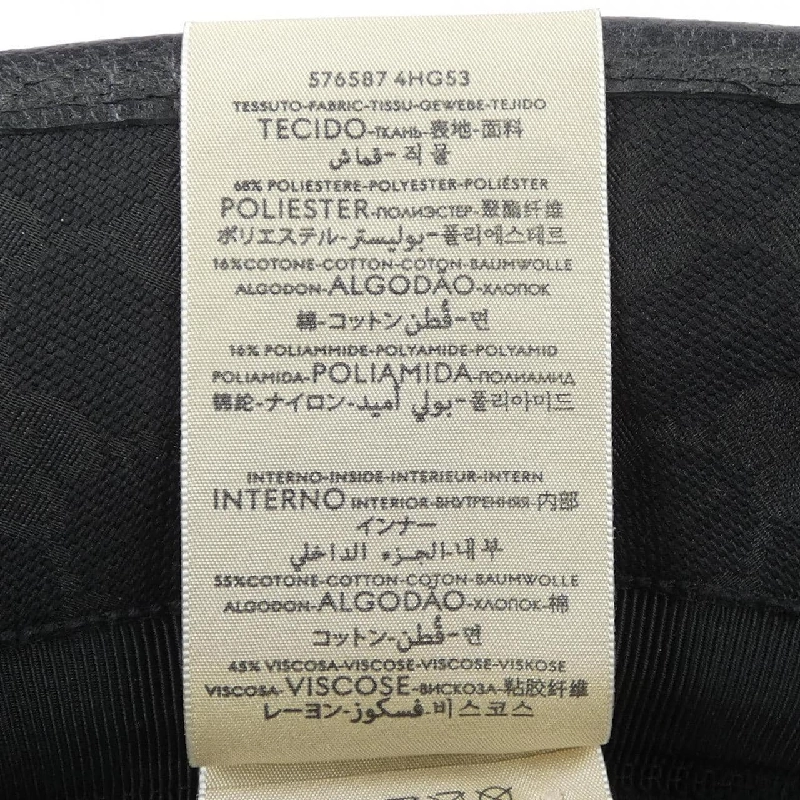 576587 4HG53
TESSUTO-FABRIC-TISSU-GEWEBE-TEJIDO
TECIDO-ТКАНЬ-表地-面料
قماش-직물
68% POLIESTERE-POLYESTER-POLIÉSTER
POLIESTER-ПОЛИЭСТЕР-聚酯纤维
ポリエステル-بوليستر-폴리에스테르
16%COTONE-COTTON-COTON-BAUMWOLLE
ALGODON-ALGODÃO-ХЛОПОК
綿-コットン-قُطن-면
16% POLIAMMIDE-POLYAMIDE-POLYAMID
POLIAMIDA-POLIAMIDA-ПОЛИАМИД
锦纶-ナイロン-بولي أميد-폴리아미드
INTERNO-INSIDE-INTERIEUR-INTERN
INTERNO INTERIOR-ВНУТРЕННЯЯ-内部
インナー
الجزء الداخلي-내부
55%COTONE-COTTON-COTON-BAUMWOLLE
ALGODON-ALGODÃO-ХЛОПОК-棉
コットン-قُطن-면
45% VISCOSA-VISCOSE-VISCOSE-VISKOSE
VISCOSA-VISCOSE-ВИСКОЗА-粘胶纤维
レーヨン-فسكوز-비스코스